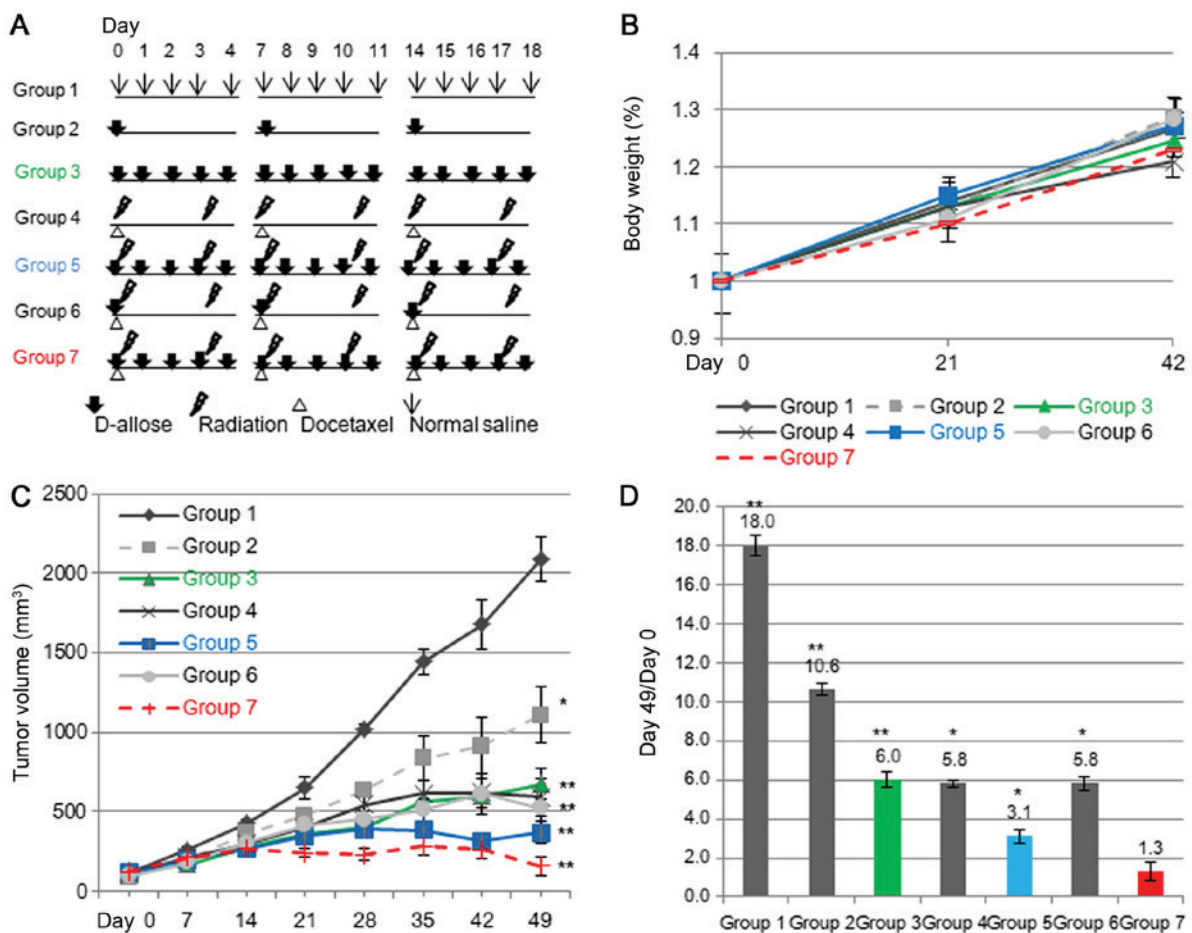 A
Day
0 1 2 3 4 7 8 9 10 11 14 15 16 17 18
Group 1
Group 2
Group 3
Group 4
Group 5
Group 6
Group 7
D-allose Radiation Docetaxel Normal saline
B
Body weight (%)
1.4
1.3
1.2
1.1
1
0.9
Day 0 21 42
Group 1 Group 2 Group 3
Group 4 Group 5 Group 6
Group 7
C
Tumor volume (mm³)
2500
2000
1500
1000
500
0
Group 1
Group 2
Group 3
Group 4
Group 5
Group 6
Group 7
*
**
**
**
**
Day 0 7 14 21 28 35 42 49
D
Day 49/Day 0
20.0
18.0
16.0
14.0
12.0
10.0
8.0
6.0
4.0
2.0
0.0
**
18.0
**
10.6
**
6.0
*
5.8
*
3.1
*
5.8
1.3
Group 1 Group 2 Group 3 Group 4 Group 5 Group 6 Group 7